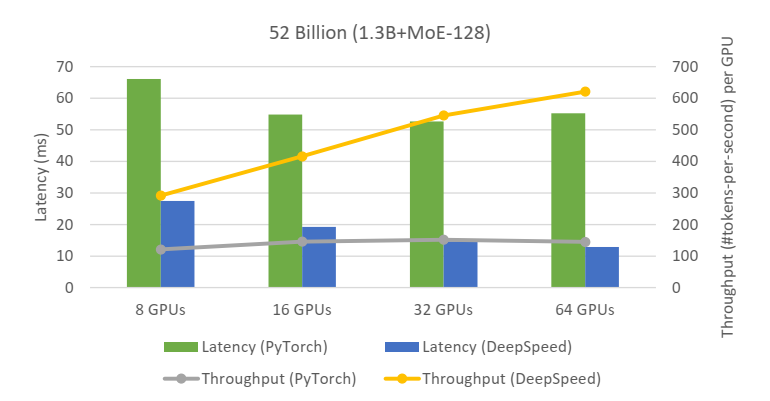 52 Billion (1.3B+MoE-128)
Latency (ms)
70
60
50
40
30
20
10
0
700
600
500
400
300
200
100
0
Throughput (#tokens-per-second) per GPU
8 GPUs
16 GPUs
32 GPUs
64 GPUs
Latency (PyTorch)
Latency (DeepSpeed)
Throughput (PyTorch)
Throughput (DeepSpeed)